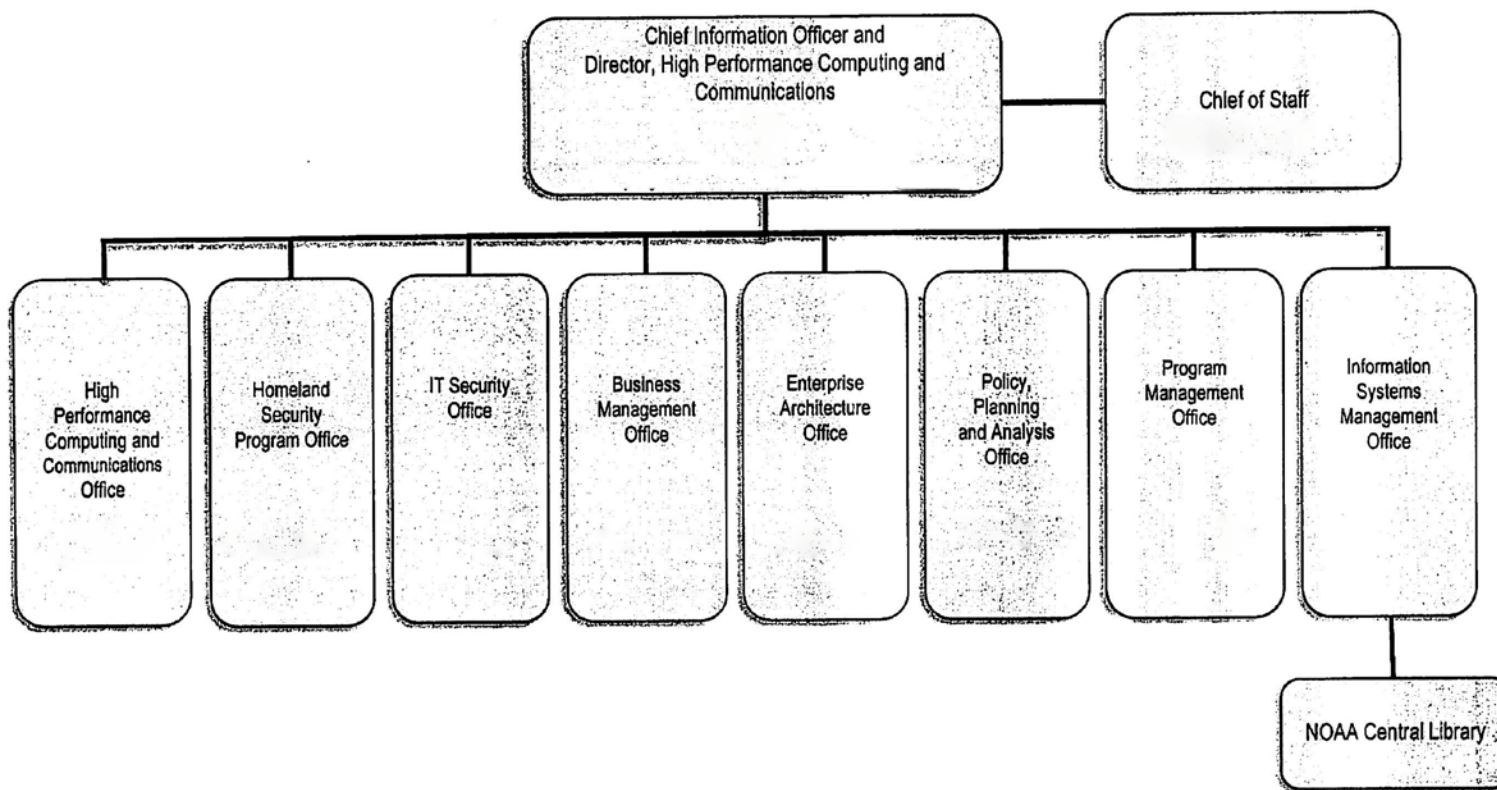 Chief Information Officer and
Director, High Performance Computing and
Communications
Chief of Staff
High
Performance
Computing and
Communications
Office
Homeland
Security
Program Office
IT Security
Office
Business
Management
Office
Enterprise
Architecture
Office
Policy,
Planning
and Analysis
Office
Program
Management
Office
Information
Systems
Management
Office
NOAA Central Library